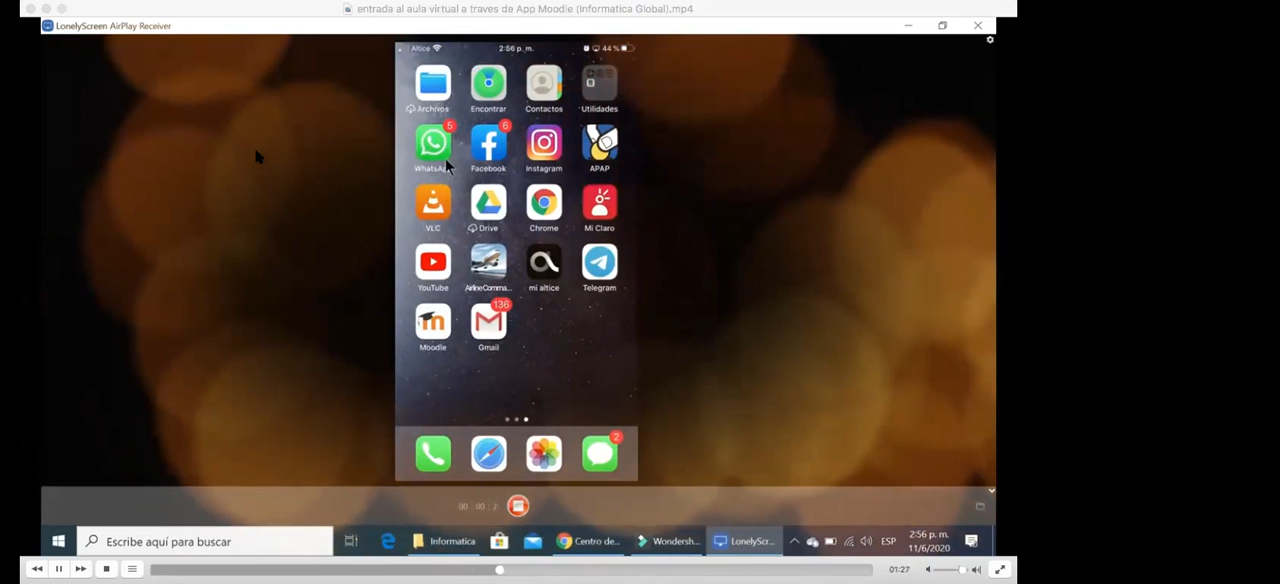 entrada al aula virtual a traves de App Moodle (Informatica Global).mp4
LonelyScreen AirPlay Receiver
Altice 2:56 p. m. 44 %
Archivos Encontrar Contactos Utilidades
5 6
WhatsApp Facebook Instagram APAP
VLC Drive Chrome Mi Claro
YouTube AirlineComma... mi altice Telegram
136
Moodle Gmail
2
00 : 00 :
Escribe aquí para buscar
Informatica
Centro de...
Wondersh...
LonelyScr...
ESP
2:56 p. m.
11/6/2020
01:27